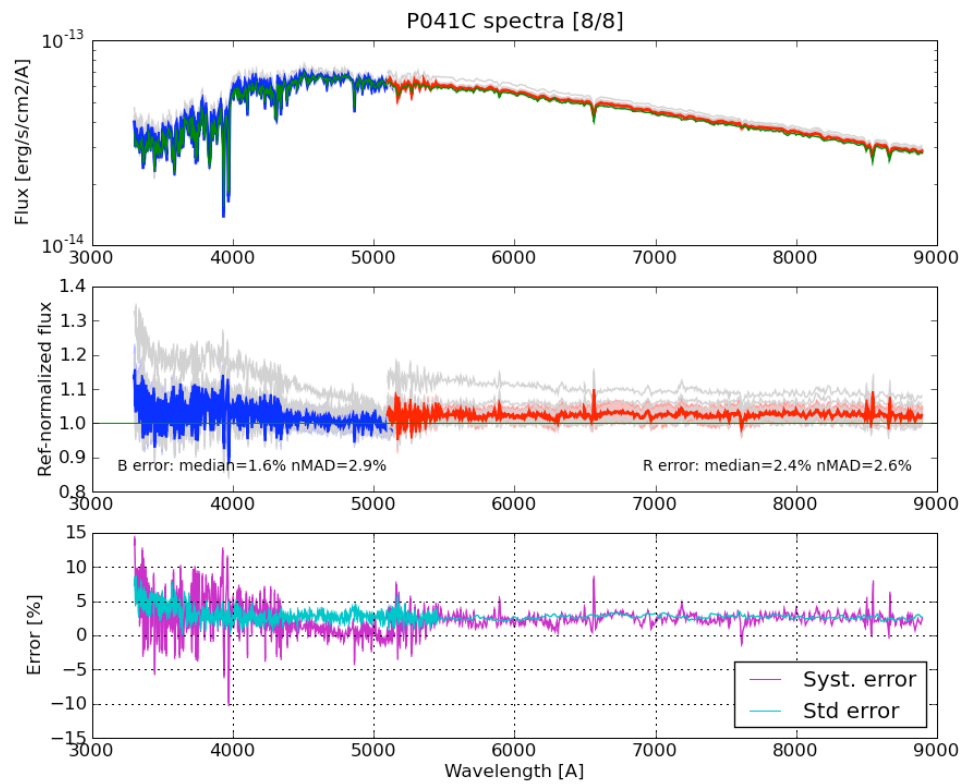 P041C spectra [8/8]
10^-13
10^-14
Flux [erg/s/cm2/A]
3000 4000 5000 6000 7000 8000 9000
1.4
1.3
1.2
1.1
1.0
0.9
0.8
Ref-normalized flux
B error: median=1.6% nMAD=2.9%
R error: median=2.4% nMAD=2.6%
3000 4000 5000 6000 7000 8000 9000
15
10
5
0
−5
−10
−15
Error [%]
Syst. error
Std error
3000 4000 5000 6000 7000 8000 9000
Wavelength [A]